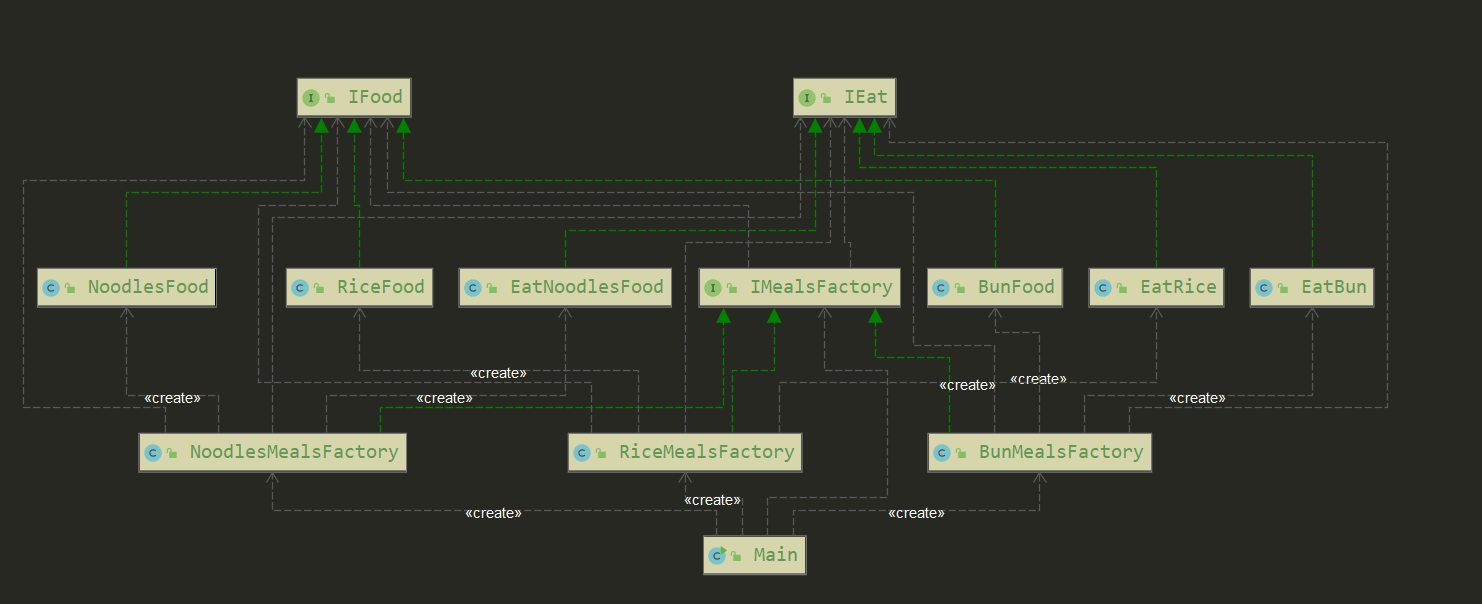 IFood
IEat
NoodlesFood
RiceFood
EatNoodlesFood
IMealsFactory
BunFood
EatRice
EatBun
«create»
«create»
«create»
«create»
«create»
«create»
NoodlesMealsFactory
RiceMealsFactory
BunMealsFactory
«create»
«create»
«create»
Main